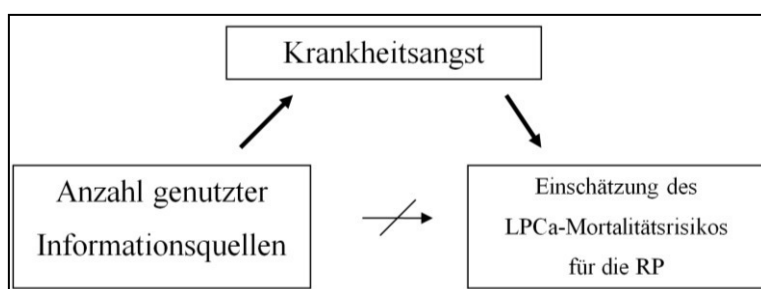 Krankheitsangst
Anzahl genutzter
Informationsquellen
Einschätzung des
LPCa-Mortalitätsrisikos
für die RP